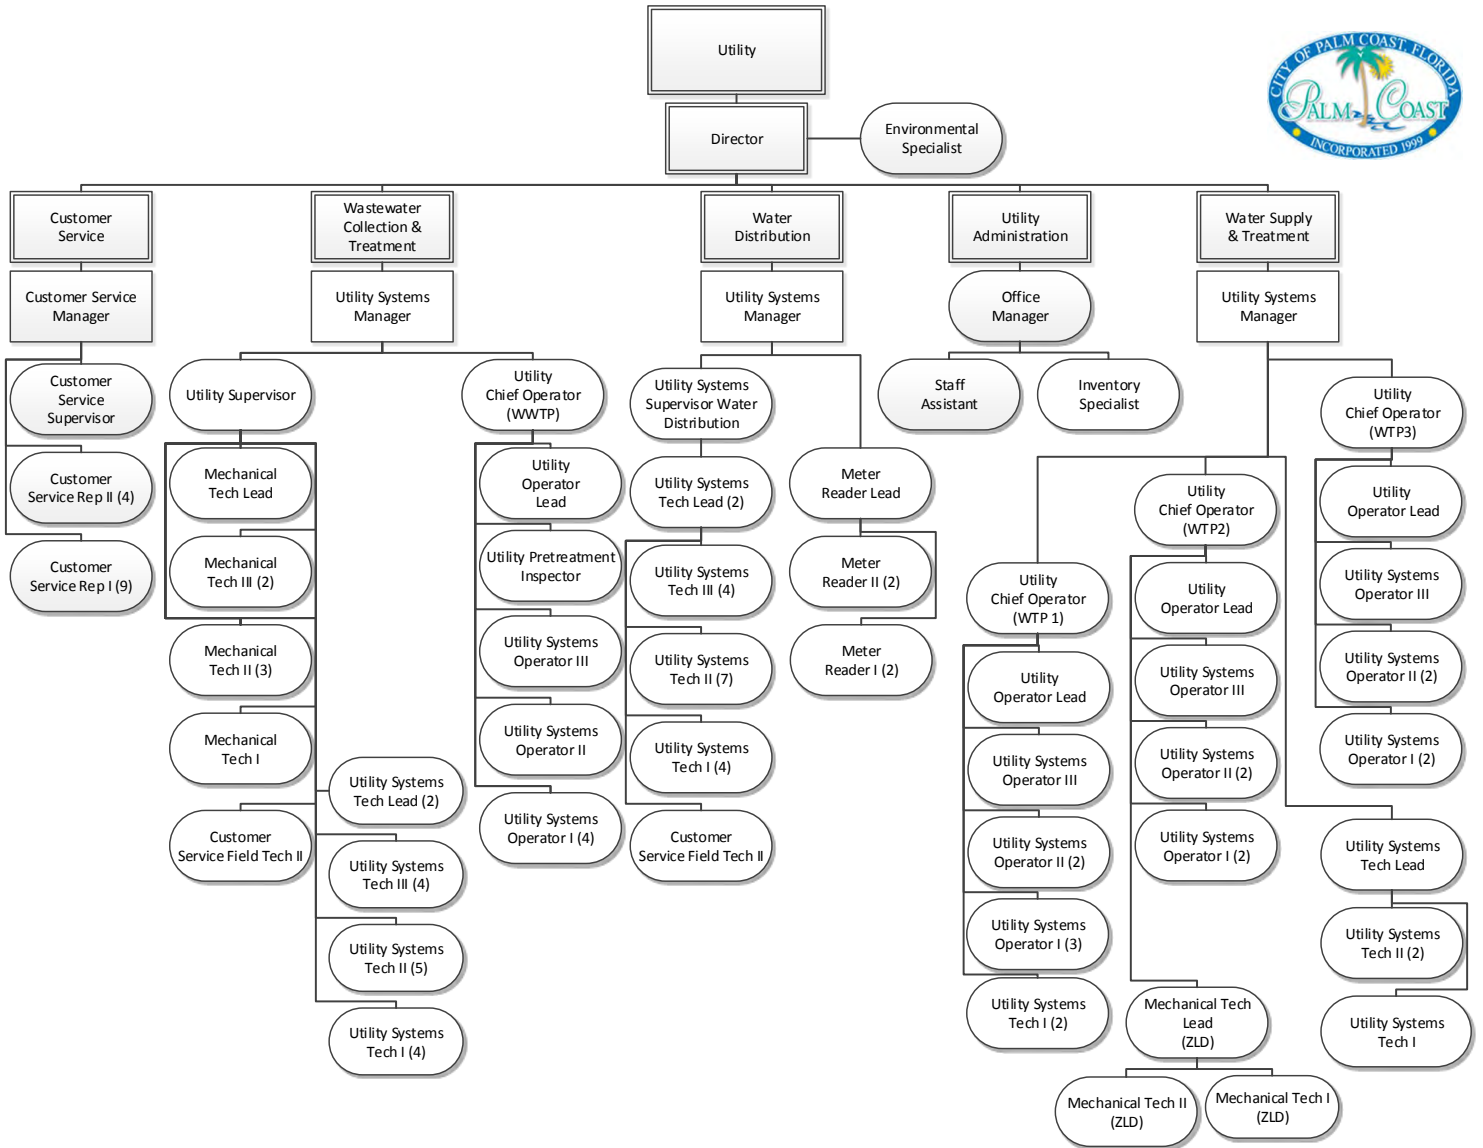 Utility
CITY OF PALM COAST, FLORIDA
PALM COAST
INCORPORATED 1999
Director
Environmental
Specialist
Customer
Service
Wastewater
Collection &
Treatment
Water
Distribution
Utility
Administration
Water Supply
& Treatment
Customer Service
Manager
Utility Systems
Manager
Utility Systems
Manager
Office
Manager
Utility Systems
Manager
Customer
Service
Supervisor
Customer
Service Rep II (4)
Customer
Service Rep I (9)
Utility Supervisor
Mechanical
Tech Lead
Mechanical
Tech III (2)
Mechanical
Tech II (3)
Mechanical
Tech I
Customer
Service Field Tech II
Utility Systems
Tech Lead (2)
Utility Systems
Tech III (4)
Utility Systems
Tech II (5)
Utility Systems
Tech I (4)
Utility
Chief Operator
(WWTP)
Utility
Operator
Lead
Utility Pretreatment
Inspector
Utility Systems
Operator III
Utility Systems
Operator II
Utility Systems
Operator I (4)
Utility Systems
Supervisor Water
Distribution
Utility Systems
Tech Lead (2)
Utility Systems
Tech III (4)
Utility Systems
Tech II (7)
Utility Systems
Tech I (4)
Customer
Service Field Tech II
Meter
Reader Lead
Meter
Reader II (2)
Meter
Reader I (2)
Staff
Assistant
Inventory
Specialist
Utility
Chief Operator
(WTP 1)
Utility
Operator Lead
Utility Systems
Operator III
Utility Systems
Operator II (2)
Utility Systems
Operator I (3)
Utility Systems
Tech I (2)
Utility
Chief Operator
(WTP2)
Utility
Operator Lead
Utility Systems
Operator III
Utility Systems
Operator II (2)
Utility Systems
Operator I (2)
Mechanical Tech
Lead
(ZLD)
Mechanical Tech II
(ZLD)
Mechanical Tech I
(ZLD)
Utility
Chief Operator
(WTP3)
Utility
Operator Lead
Utility Systems
Operator III
Utility Systems
Operator II (2)
Utility Systems
Operator I (2)
Utility Systems
Tech Lead
Utility Systems
Tech II (2)
Utility Systems
Tech I